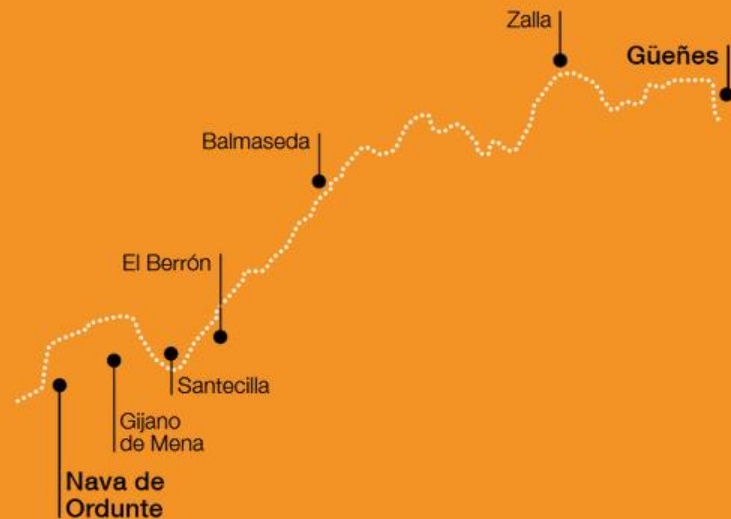 Zalla
Güeñes
Balmaseda
El Berrón
Santecilla
Gijano
de Mena
Nava de
Ordunte